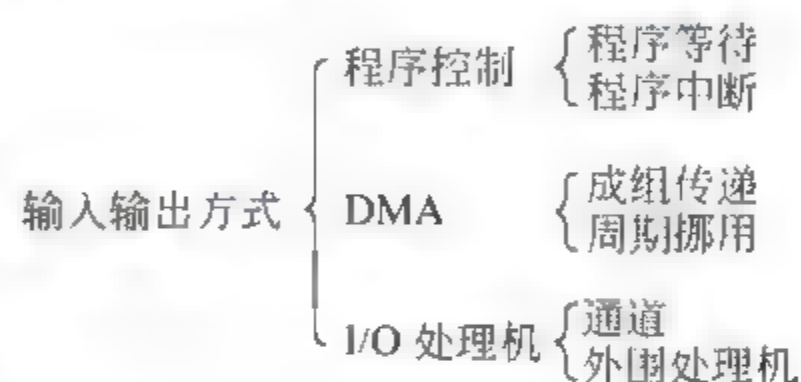 输入输出方式
程序控制
程序等待
程序中断
DMA
成组传递
周期挪用
I/O 处理机
通道
外围处理机